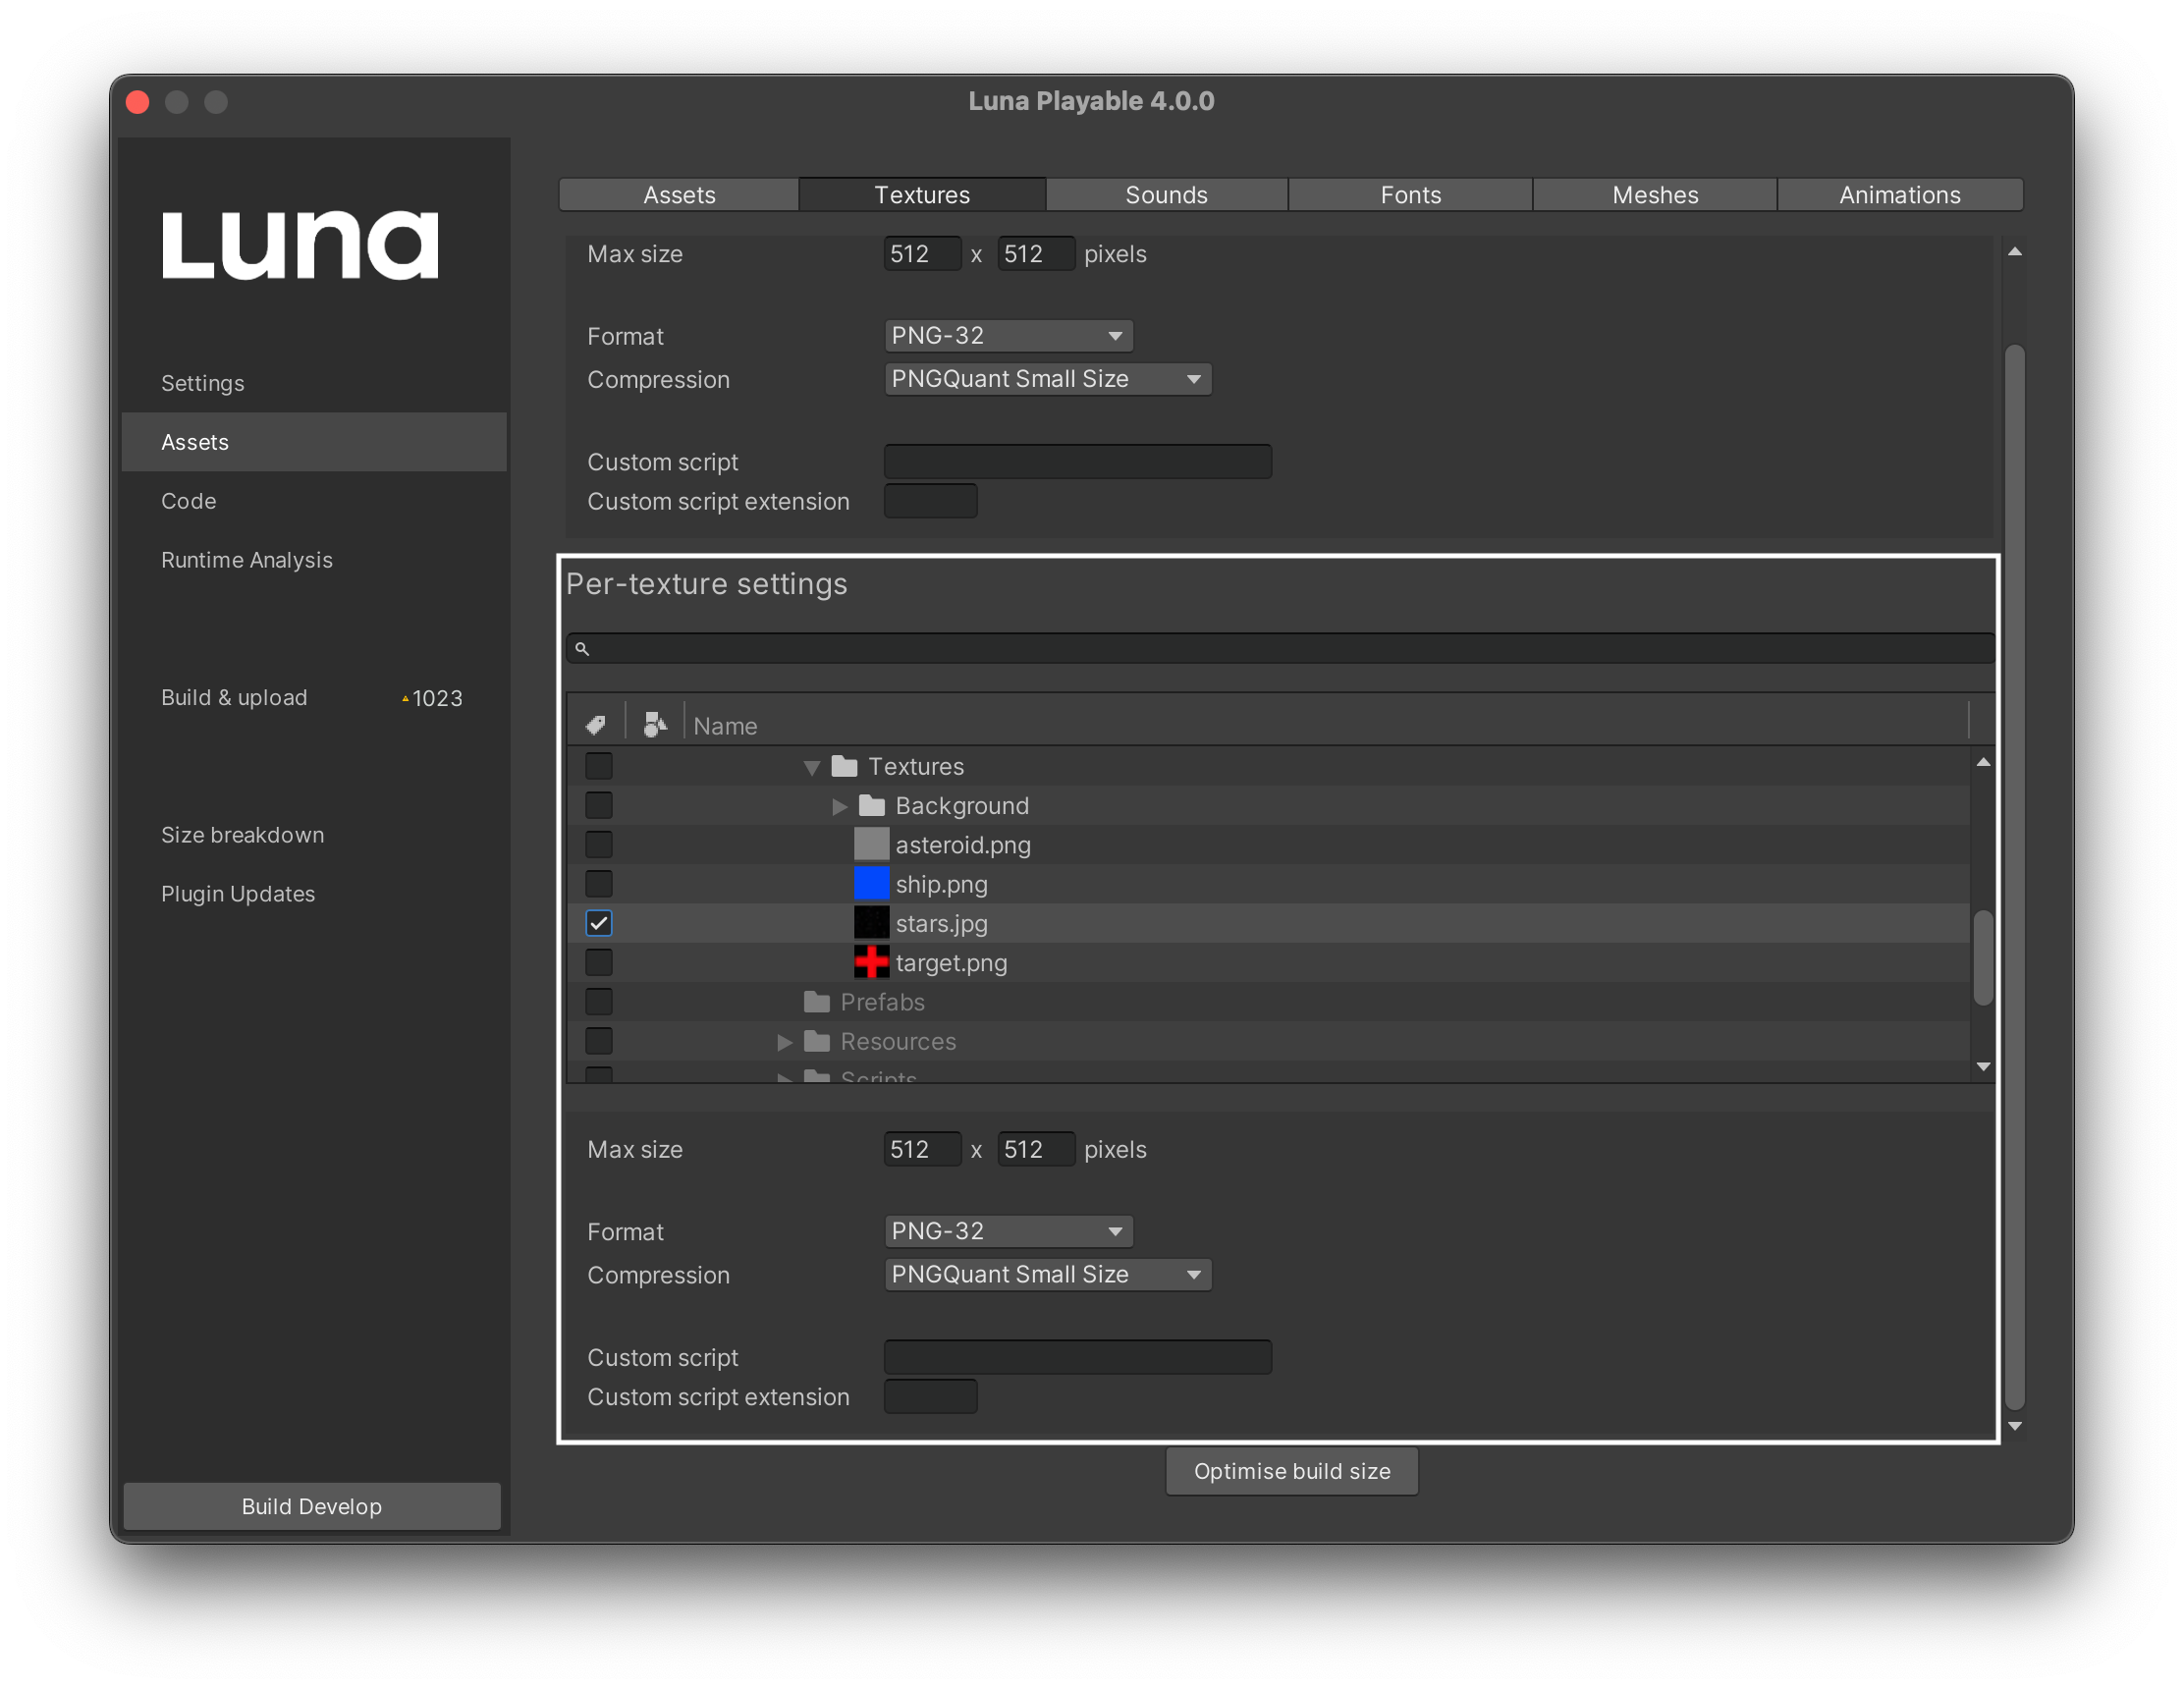 Luna Playable 4.0.0
Luna
Settings
Assets
Code
Runtime Analysis
Build & upload 1023
Size breakdown
Plugin Updates
Build Develop
Assets Textures Sounds Fonts Meshes Animations
Max size 512 x 512 pixels
Format PNG-32
Compression PNGQuant Small Size
Custom script
Custom script extension
Per-texture settings
Name
Textures
Background
asteroid.png
ship.png
stars.jpg
target.png
Prefabs
Resources
Scripts
Max size 512 x 512 pixels
Format PNG-32
Compression PNGQuant Small Size
Custom script
Custom script extension
Optimise build size